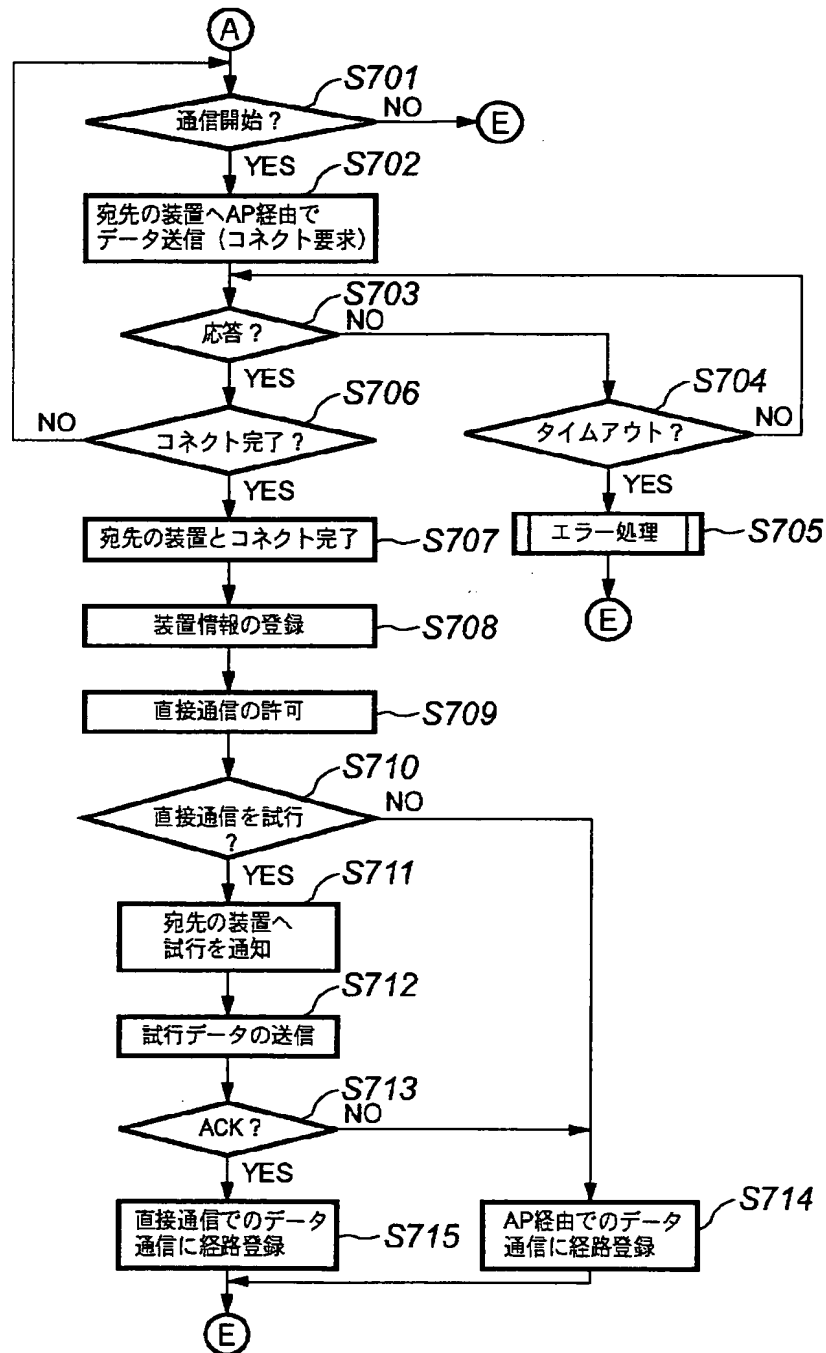 A
S701
通信開始？
NO
E
YES
S702
宛先の装置へAP経由で
データ送信（コネクト要求）
S703
応答？
NO
YES
S706
S704
NO
コネクト完了？
タイムアウト？
NO
YES
YES
宛先の装置とコネクト完了
S707
エラー処理
S705
装置情報の登録
S708
E
直接通信の許可
S709
S710
直接通信を試行
？
NO
YES
S711
宛先の装置へ
試行を通知
S712
試行データの送信
S713
ACK？
NO
YES
S714
直接通信でのデータ
通信に経路登録
S715
AP経由でのデータ
通信に経路登録
E